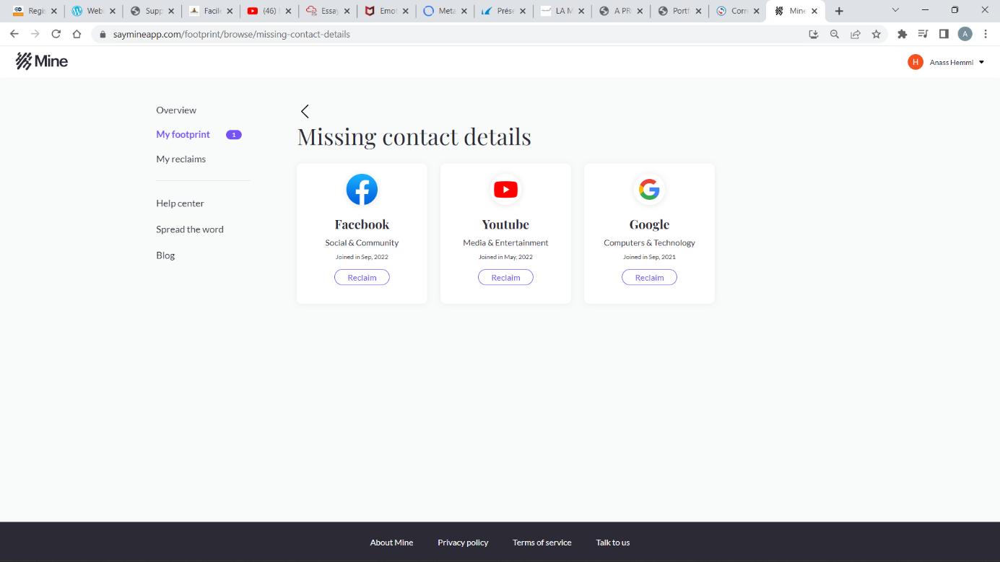 Regis
Web
Supp
Facile
(46)
Essay
Emot
Meta
Prése
LA M
A PR
Portf
Corr
Mine
saymineapp.com/footprint/browse/missing-contact-details
A
Mine
H
Anass Hemmi
Overview
My footprint
1
My reclaims
Help center
Spread the word
Blog
Missing contact details
Facebook
Social & Community
Joined in Sep, 2022
Reclaim
Youtube
Media & Entertainment
Joined in May, 2022
Reclaim
Google
Computers & Technology
Joined in Sep, 2021
Reclaim
About Mine
Privacy policy
Terms of service
Talk to us